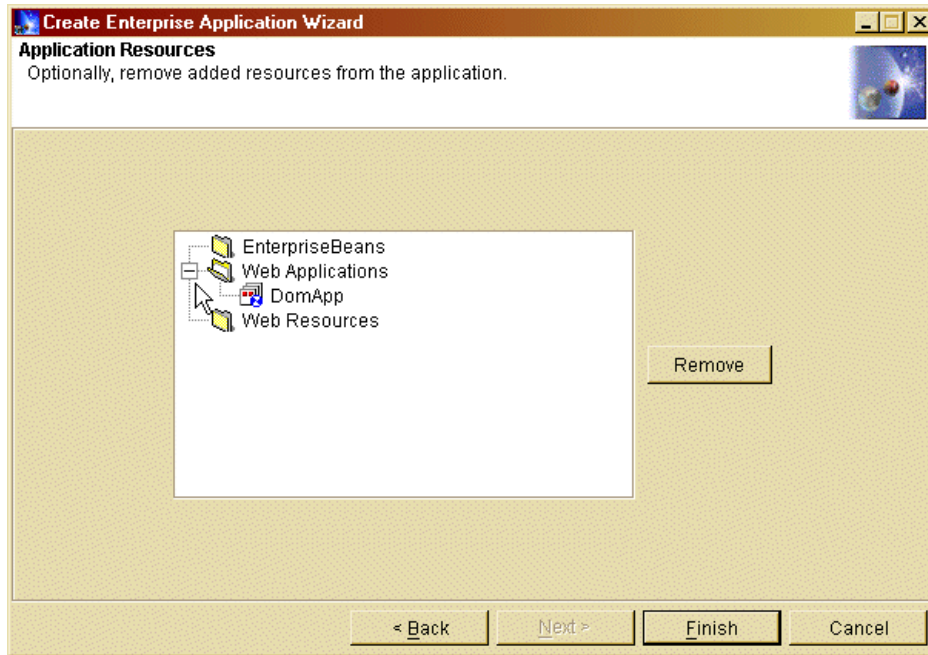 Create Enterprise Application Wizard
Application Resources
Optionally, remove added resources from the application.
EnterpriseBeans
Web Applications
DomApp
Web Resources
Remove
< Back Next > Finish Cancel